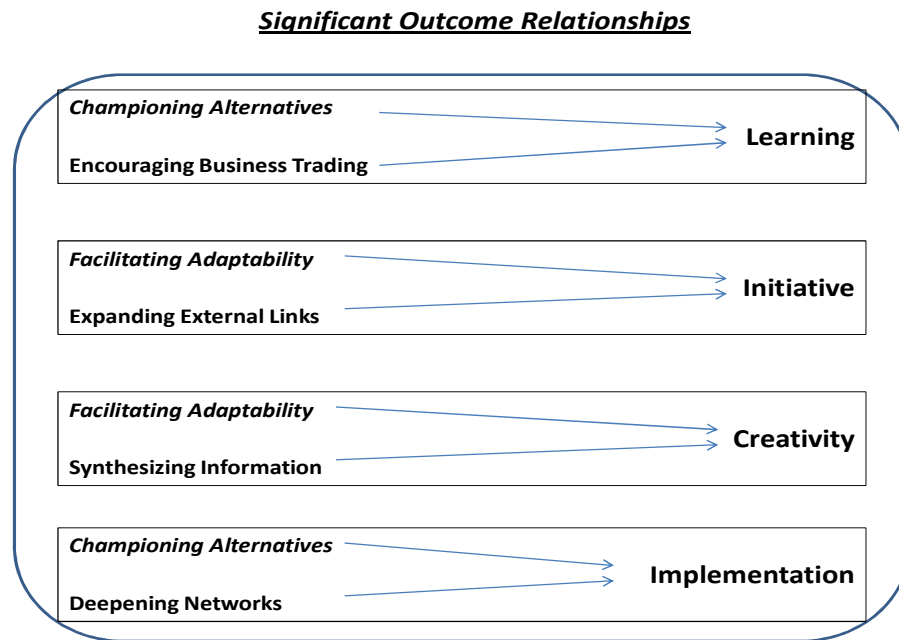 Significant Outcome Relationships
Championing Alternatives
Learning
Encouraging Business Trading
Facilitating Adaptability
Initiative
Expanding External Links
Facilitating Adaptability
Creativity
Synthesizing Information
Championing Alternatives
Implementation
Deepening Networks